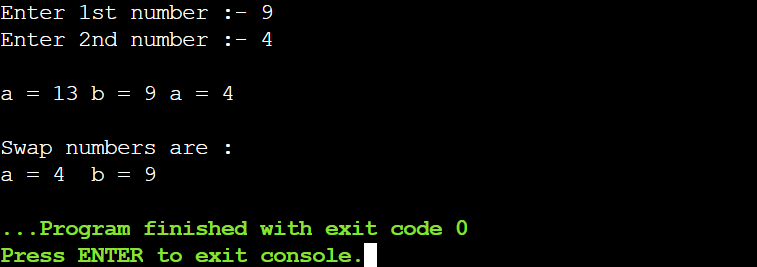 Enter 1st number :- 9
Enter 2nd number :- 4
a = 13 b = 9 a = 4
Swap numbers are :
a = 4  b = 9
...Program finished with exit code 0
Press ENTER to exit console.